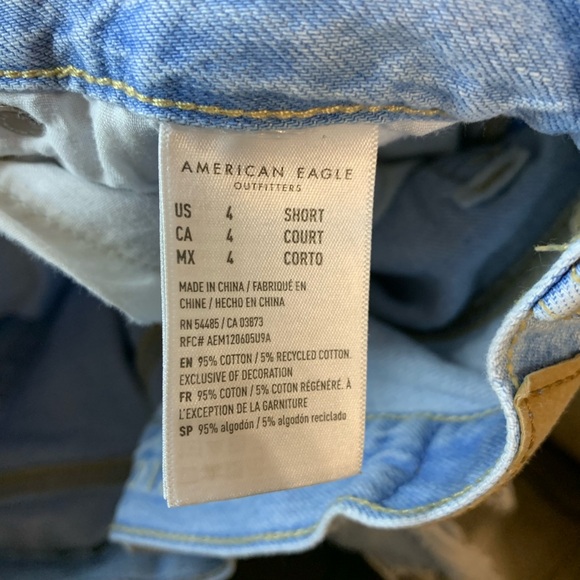 AMERICAN EAGLE
OUTFITTERS
US 4 SHORT
CA 4 COURT
MX 4 CORTO
MADE IN CHINA / FABRIQUÉ EN
CHINE / HECHO EN CHINA
RN 54485 / CA 03873
RFC# AEM120605U9A
EN 95% COTTON / 5% RECYCLED COTTON.
EXCLUSIVE OF DECORATION
FR 95% COTON / 5% COTON RÉGÉNÉRÉ. À
L'EXCEPTION DE LA GARNITURE
SP 95% algodón / 5% algodón reciclado